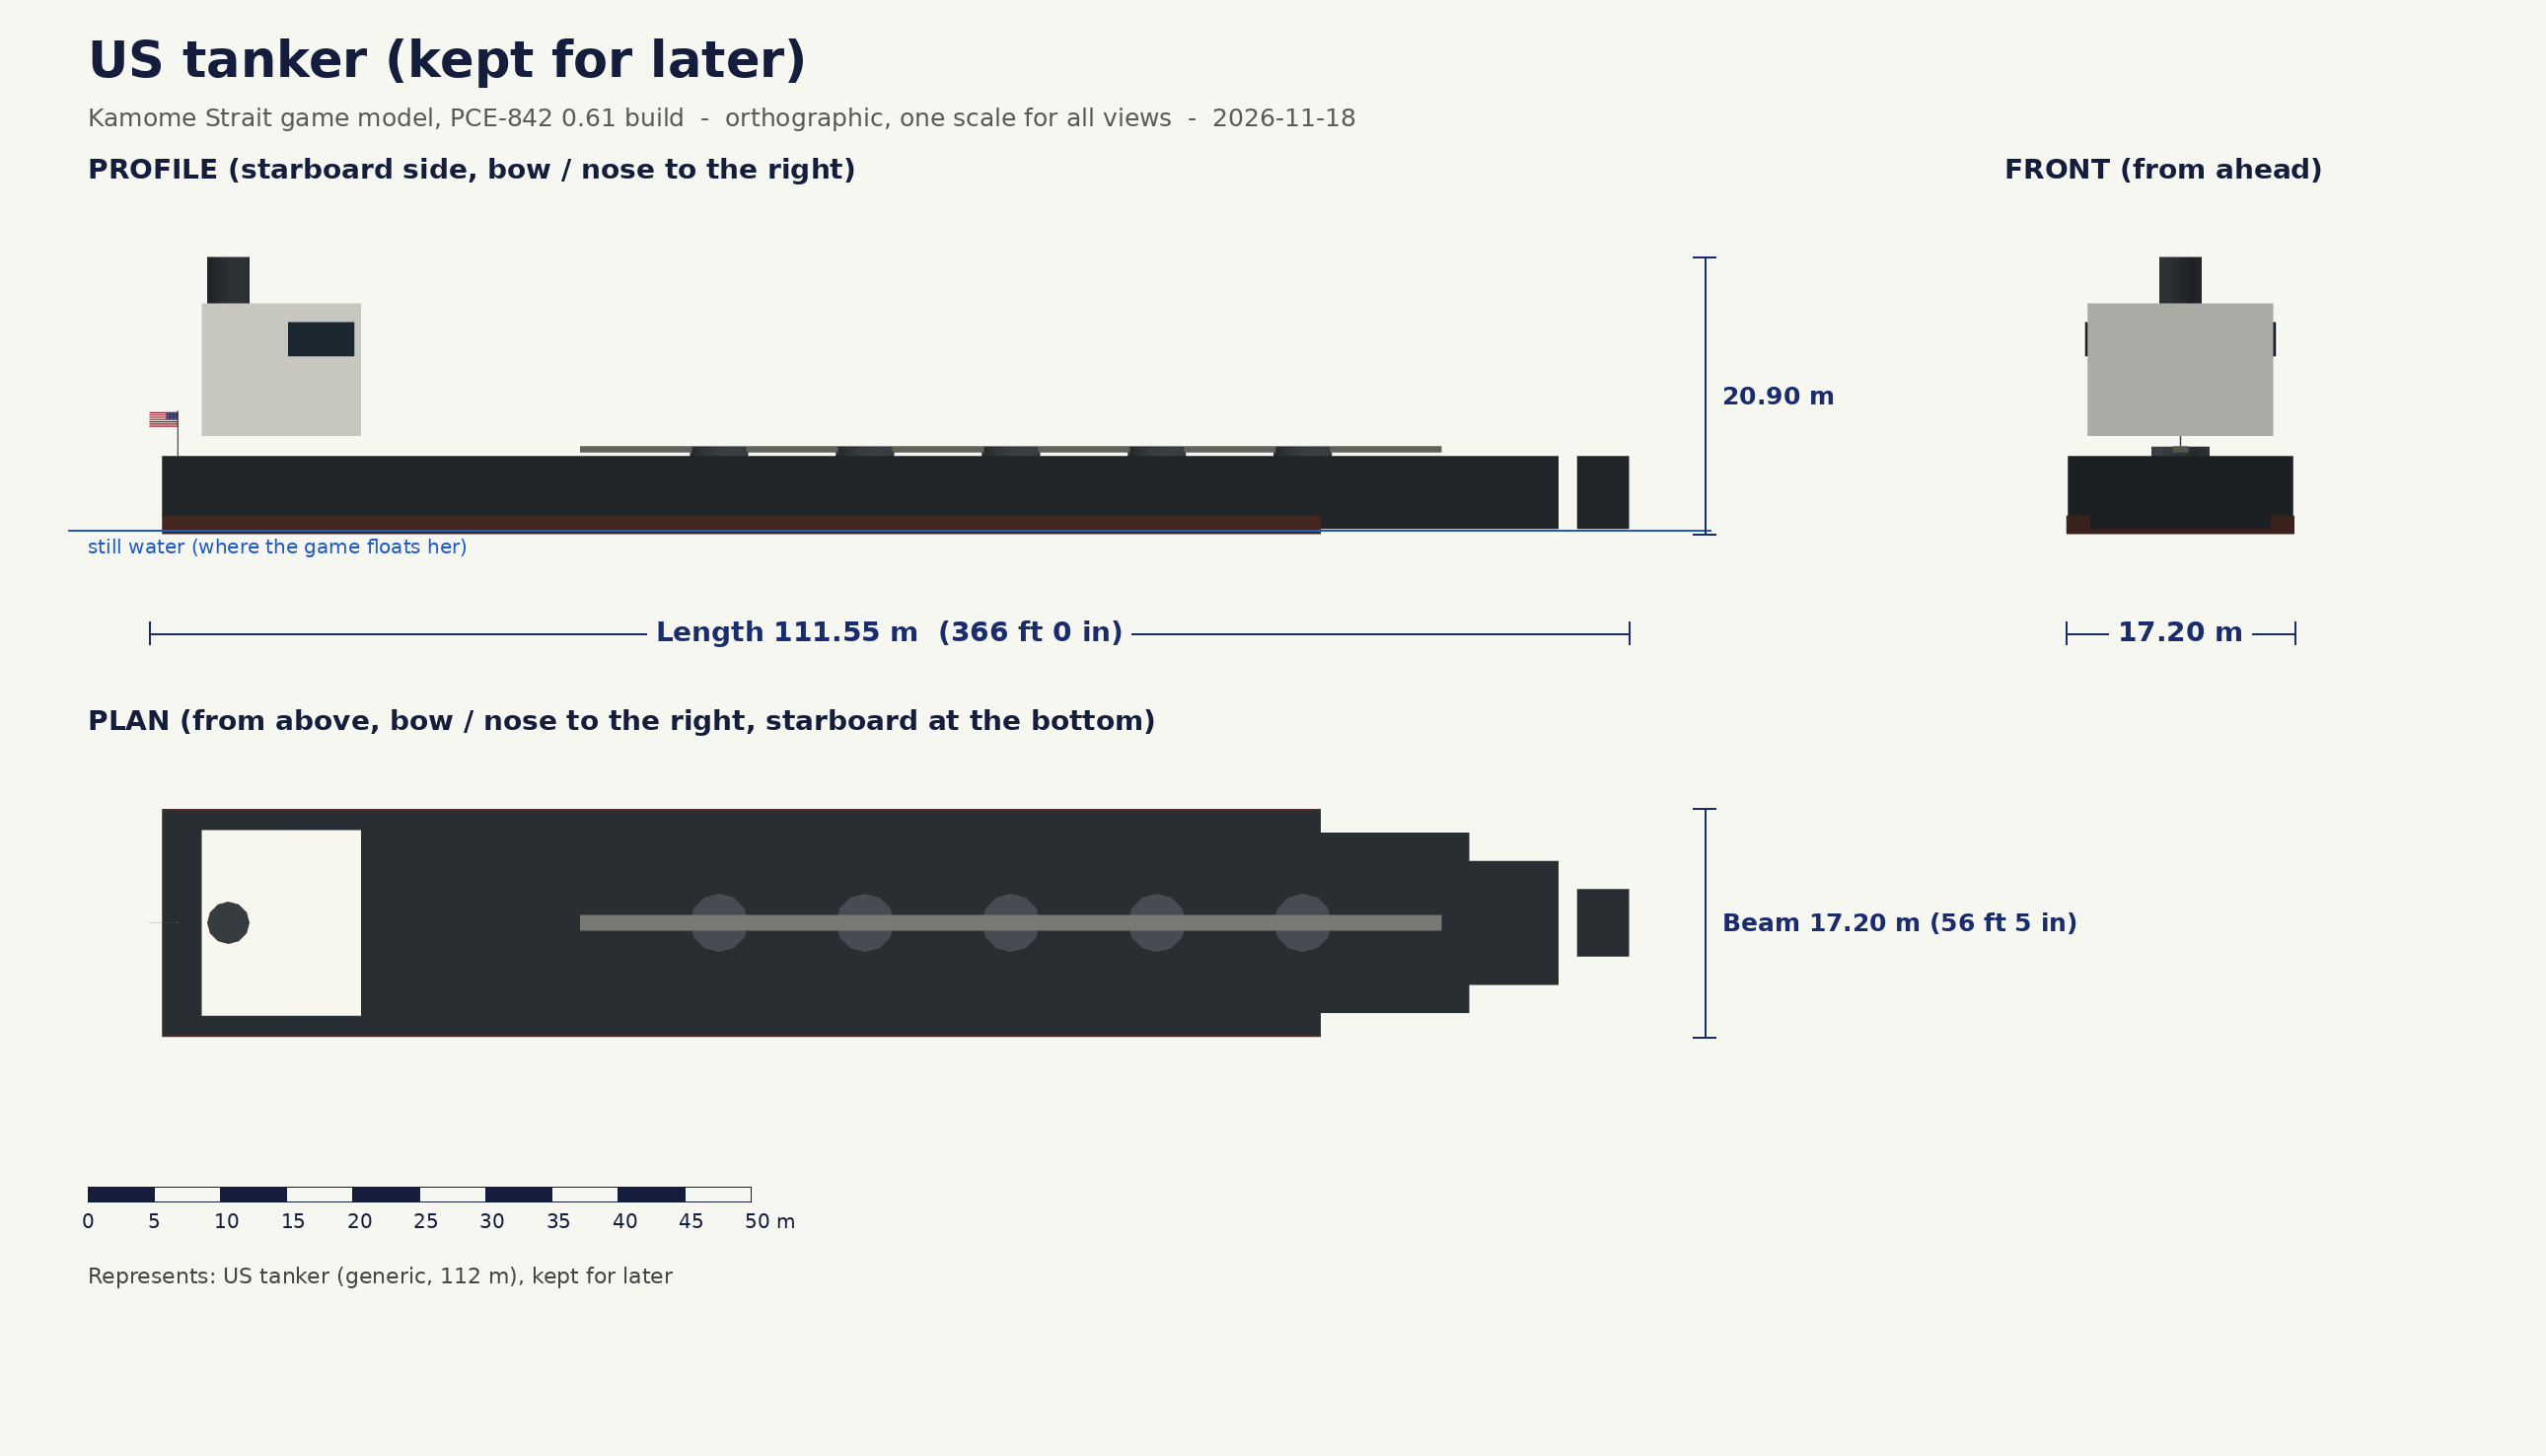 US tanker (kept for later)
Kamome Strait game model, PCE-842 0.61 build - orthographic, one scale for all views - 2026-11-18
PROFILE (starboard side, bow / nose to the right)
FRONT (from ahead)
20.90 m
still water (where the game floats her)
Length 111.55 m (366 ft 0 in)
17.20 m
PLAN (from above, bow / nose to the right, starboard at the bottom)
Beam 17.20 m (56 ft 5 in)
0 5 10 15 20 25 30 35 40 45 50 m
Represents: US tanker (generic, 112 m), kept for later